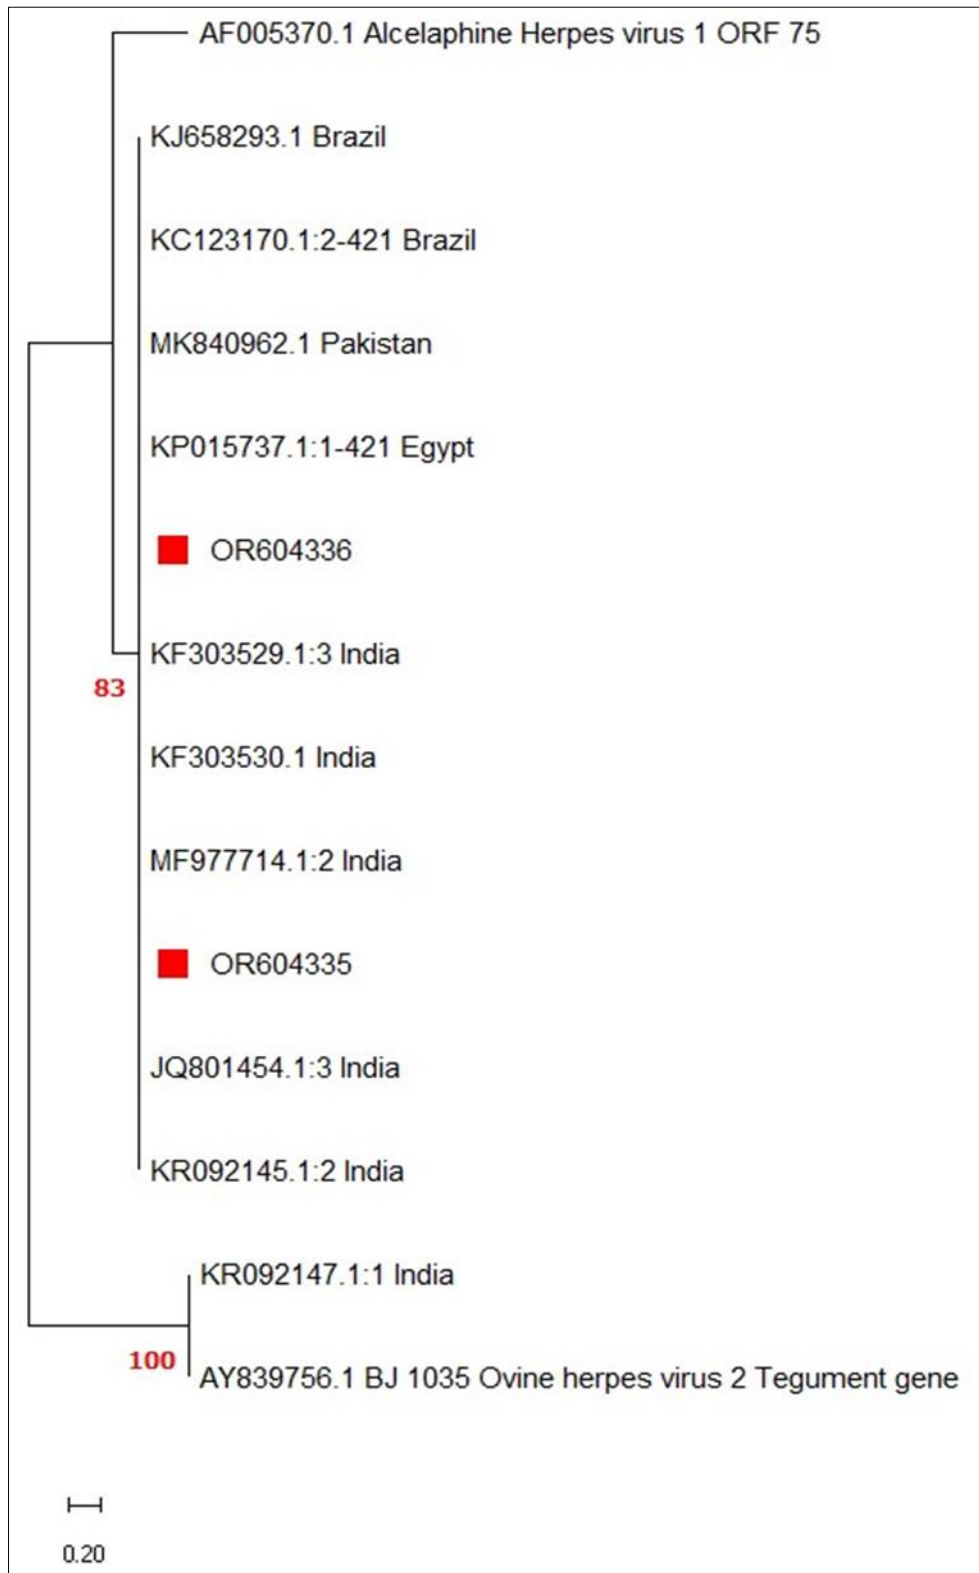 AF005370.1 Alcelaphine Herpes virus 1 ORF 75
KJ658293.1 Brazil
KC123170.1:2-421 Brazil
MK840962.1 Pakistan
KP015737.1:1-421 Egypt
OR604336
KF303529.1:3 India
83
KF303530.1 India
MF977714.1:2 India
OR604335
JQ801454.1:3 India
KR092145.1:2 India
KR092147.1:1 India
100
AY839756.1 BJ 1035 Ovine herpes virus 2 Tegument gene
0.20